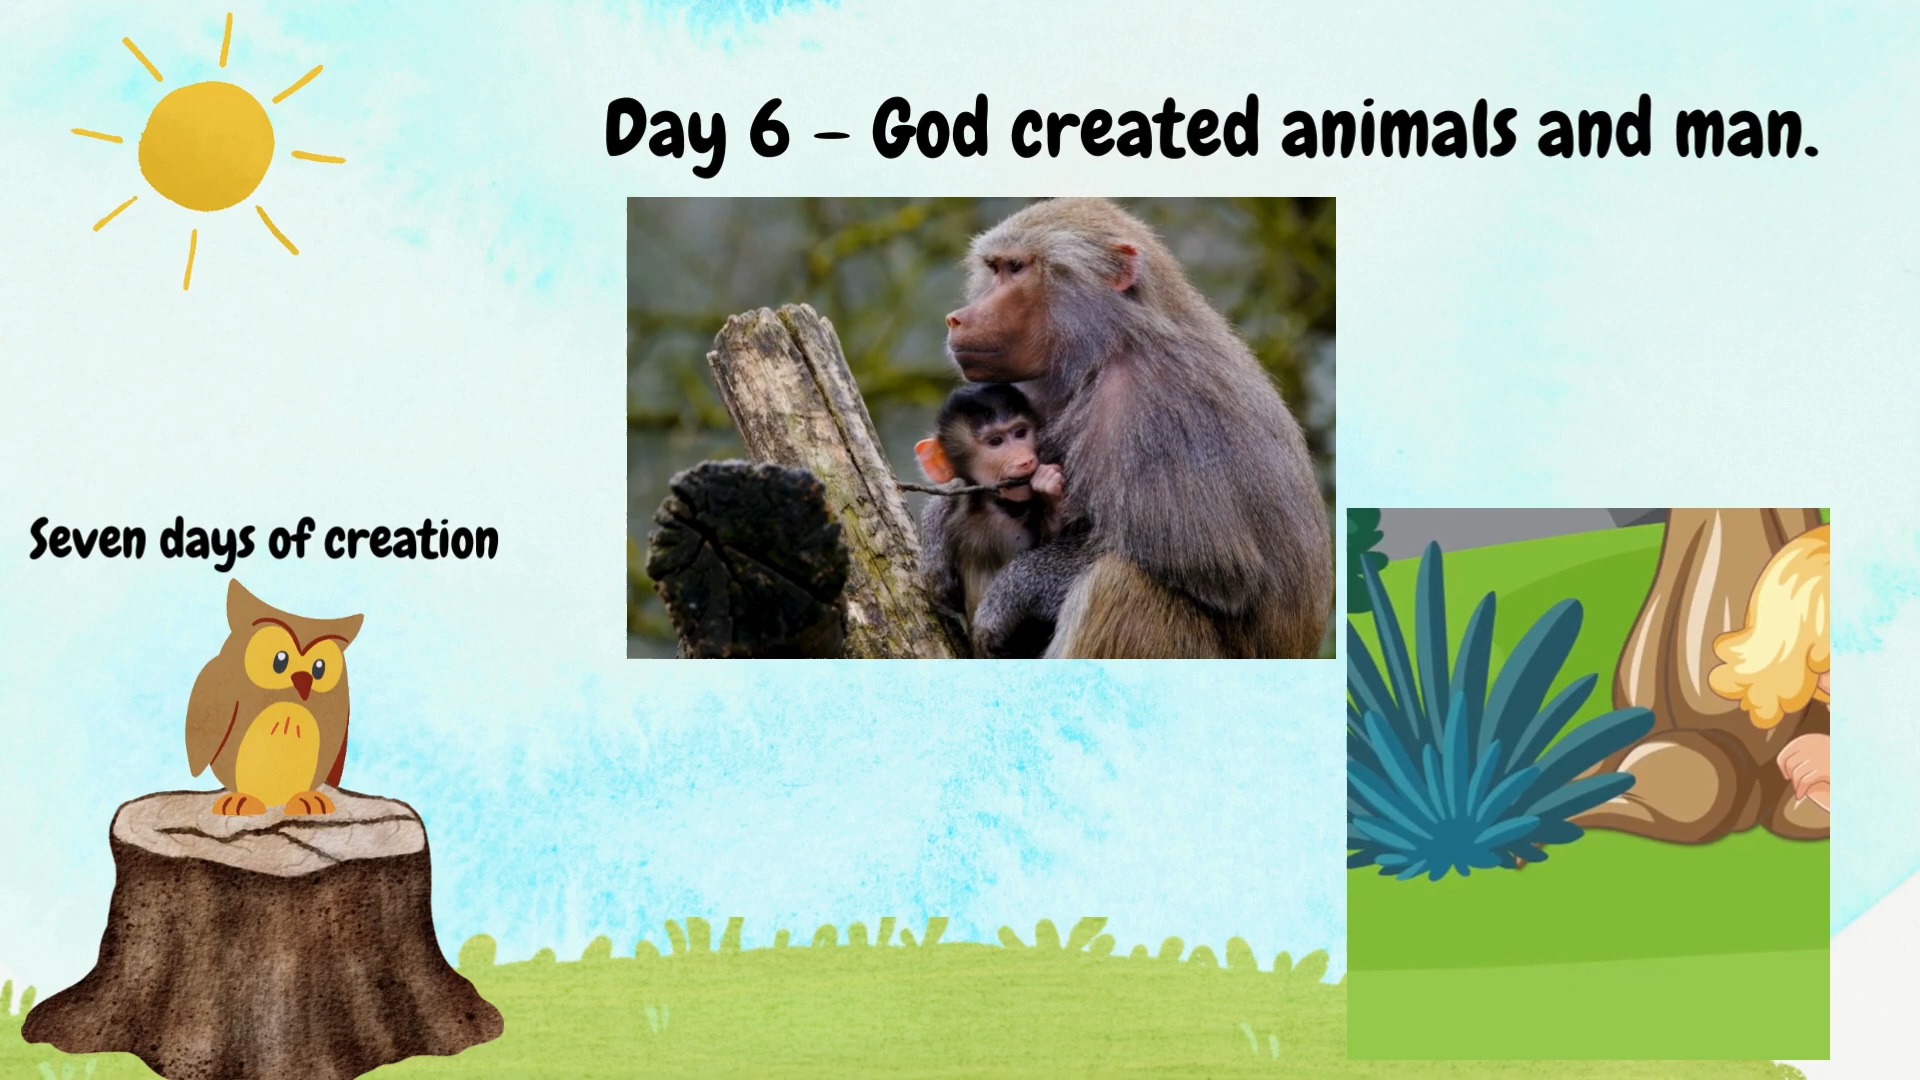 Day 6 – God created animals and man.
Seven days of creation